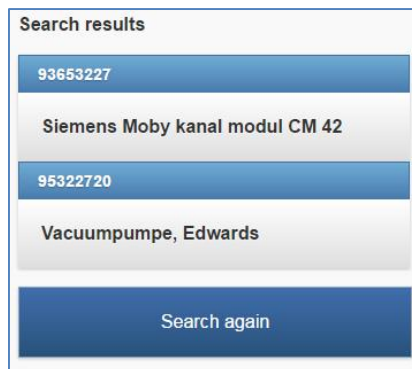 Search results
93653227
Siemens Moby kanal modul CM 42
95322720
Vacuumpumpe, Edwards
Search again